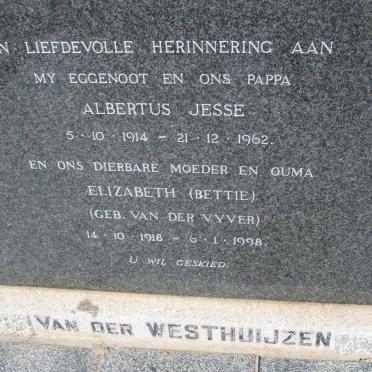 N LIEFDEVOLLE HERINNERING AAN
MY EGGENOOT EN ONS PAPPA
ALBERTUS JESSE
5 · 10 · 1914 – 21 · 12 · 1962.
EN ONS DIERBARE MOEDER EN OUMA
ELIZABETH (BETTIE)
(GEB. VAN DER VYVER)
14 · 10 · 1918 – 6 · 1 · 1998.
U WIL GESKIED.
VAN DER WESTHUIJZEN